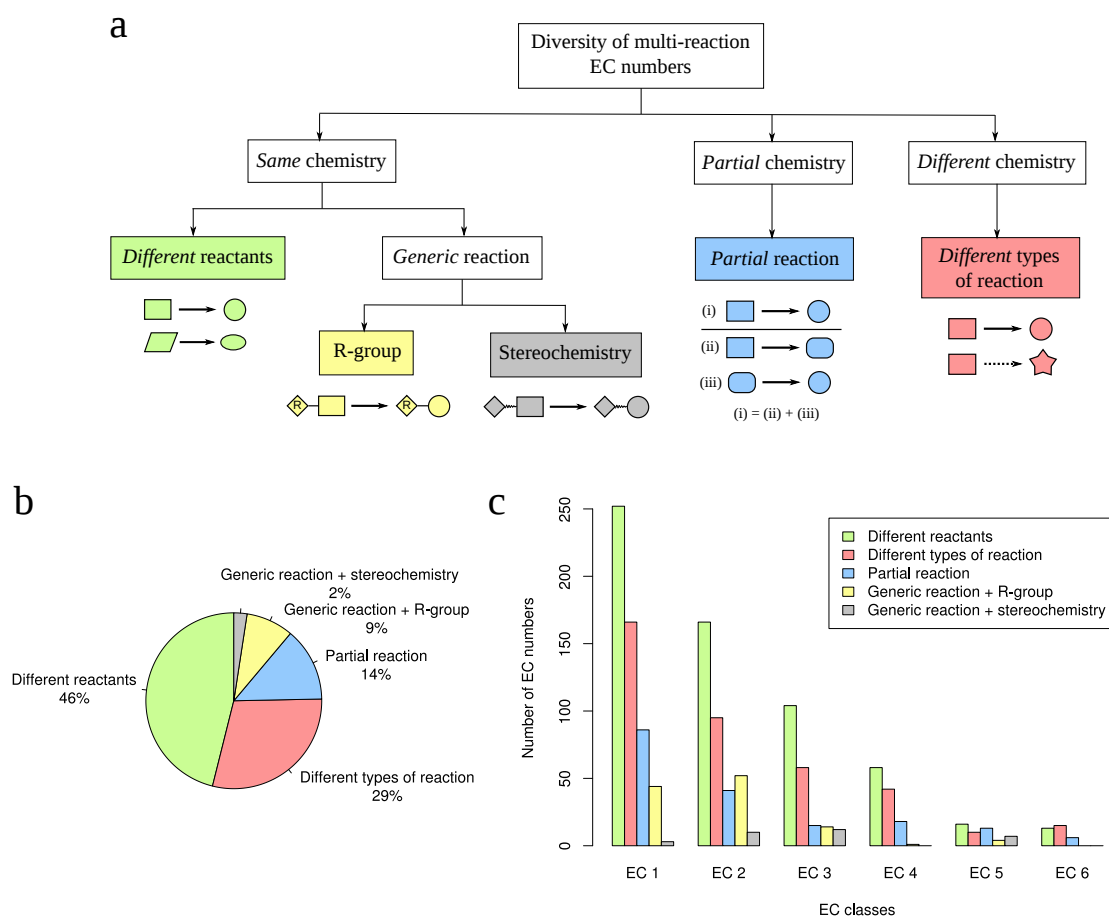 a
Diversity of multi-reaction
EC numbers
Same chemistry
Partial chemistry
Different chemistry
Different reactants
Generic reaction
Partial reaction
Different types
of reaction
R-group
Stereochemistry
R
R
(i)
(ii)
(iii)
(i) = (ii) + (iii)
b
Generic reaction + stereochemistry
2%
Generic reaction + R-group
9%
Partial reaction
14%
Different reactants
46%
Different types of reaction
29%
c
Number of EC numbers
250
200
150
100
50
0
Different reactants
Different types of reaction
Partial reaction
Generic reaction + R-group
Generic reaction + stereochemistry
EC 1
EC 2
EC 3
EC 4
EC 5
EC 6
EC classes